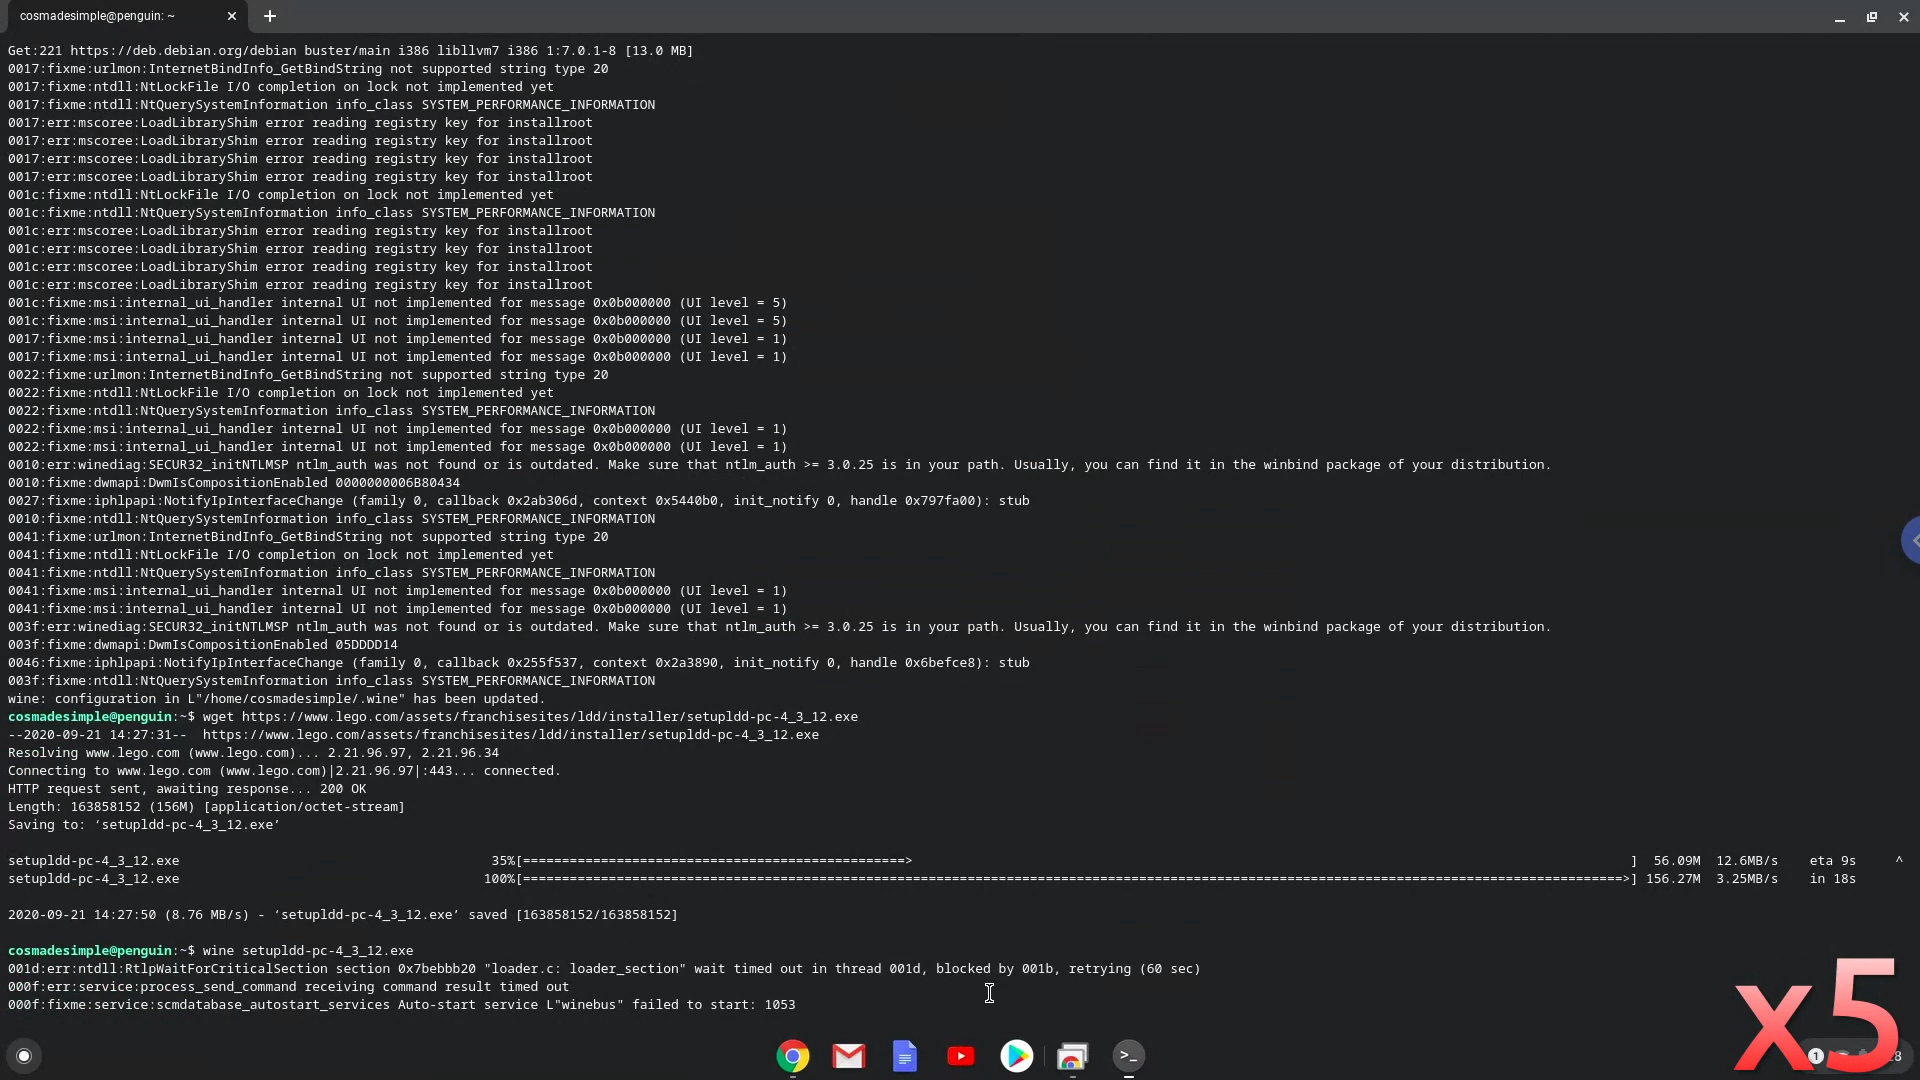 cosmadesimple@penguin: ~
Get:221 https://deb.debian.org/debian buster/main i386 libllvm7 i386 1:7.0.1-8 [13.0 MB]
0017:fixme:urlmon:InternetBindInfo_GetBindString not supported string type 20
0017:fixme:ntdll:NtLockFile I/O completion on lock not implemented yet
0017:fixme:ntdll:NtQuerySystemInformation info_class SYSTEM_PERFORMANCE_INFORMATION
0017:err:mscoree:LoadLibraryShim error reading registry key for installroot
0017:err:mscoree:LoadLibraryShim error reading registry key for installroot
0017:err:mscoree:LoadLibraryShim error reading registry key for installroot
0017:err:mscoree:LoadLibraryShim error reading registry key for installroot
001c:fixme:ntdll:NtLockFile I/O completion on lock not implemented yet
001c:fixme:ntdll:NtQuerySystemInformation info_class SYSTEM_PERFORMANCE_INFORMATION
001c:err:mscoree:LoadLibraryShim error reading registry key for installroot
001c:err:mscoree:LoadLibraryShim error reading registry key for installroot
001c:err:mscoree:LoadLibraryShim error reading registry key for installroot
001c:err:mscoree:LoadLibraryShim error reading registry key for installroot
001c:fixme:msi:internal_ui_handler internal UI not implemented for message 0x0b000000 (UI level = 5)
001c:fixme:msi:internal_ui_handler internal UI not implemented for message 0x0b000000 (UI level = 5)
0017:fixme:msi:internal_ui_handler internal UI not implemented for message 0x0b000000 (UI level = 1)
0017:fixme:msi:internal_ui_handler internal UI not implemented for message 0x0b000000 (UI level = 1)
0022:fixme:urlmon:InternetBindInfo_GetBindString not supported string type 20
0022:fixme:ntdll:NtLockFile I/O completion on lock not implemented yet
0022:fixme:ntdll:NtQuerySystemInformation info_class SYSTEM_PERFORMANCE_INFORMATION
0022:fixme:msi:internal_ui_handler internal UI not implemented for message 0x0b000000 (UI level = 1)
0022:fixme:msi:internal_ui_handler internal UI not implemented for message 0x0b000000 (UI level = 1)
0010:err:winediag:SECUR32_initNTLMSP ntlm_auth was not found or is outdated. Make sure that ntlm_auth >= 3.0.25 is in your path. Usually, you can find it in the winbind package of your distribution.
0010:fixme:dwmapi:DwmIsCompositionEnabled 0000000006B80434
0027:fixme:iphlpapi:NotifyIpInterfaceChange (family 0, callback 0x2ab306d, context 0x5440b0, init_notify 0, handle 0x797fa00): stub
0010:fixme:ntdll:NtQuerySystemInformation info_class SYSTEM_PERFORMANCE_INFORMATION
0041:fixme:urlmon:InternetBindInfo_GetBindString not supported string type 20
0041:fixme:ntdll:NtLockFile I/O completion on lock not implemented yet
0041:fixme:ntdll:NtQuerySystemInformation info_class SYSTEM_PERFORMANCE_INFORMATION
0041:fixme:msi:internal_ui_handler internal UI not implemented for message 0x0b000000 (UI level = 1)
0041:fixme:msi:internal_ui_handler internal UI not implemented for message 0x0b000000 (UI level = 1)
003f:err:winediag:SECUR32_initNTLMSP ntlm_auth was not found or is outdated. Make sure that ntlm_auth >= 3.0.25 is in your path. Usually, you can find it in the winbind package of your distribution.
003f:fixme:dwmapi:DwmIsCompositionEnabled 05DDDD14
0046:fixme:iphlpapi:NotifyIpInterfaceChange (family 0, callback 0x255f537, context 0x2a3890, init_notify 0, handle 0x6befce8): stub
003f:fixme:ntdll:NtQuerySystemInformation info_class SYSTEM_PERFORMANCE_INFORMATION
wine: configuration in L"/home/cosmadesimple/.wine" has been updated.
cosmadesimple@penguin:~$ wget https://www.lego.com/assets/franchisesites/ldd/installer/setupldd-pc-4_3_12.exe
--2020-09-21 14:27:31--  https://www.lego.com/assets/franchisesites/ldd/installer/setupldd-pc-4_3_12.exe
Resolving www.lego.com (www.lego.com)... 2.21.96.97, 2.21.96.34
Connecting to www.lego.com (www.lego.com)|2.21.96.97|:443... connected.
HTTP request sent, awaiting response... 200 OK
Length: 163858152 (156M) [application/octet-stream]
Saving to: ‘setupldd-pc-4_3_12.exe’
setupldd-pc-4_3_12.exe 35%[================================================> ] 56.09M 12.6MB/s eta 9s ^
setupldd-pc-4_3_12.exe 100%[=============================================================================================================================================>] 156.27M 3.25MB/s in 18s
2020-09-21 14:27:50 (8.76 MB/s) - ‘setupldd-pc-4_3_12.exe’ saved [163858152/163858152]
cosmadesimple@penguin:~$ wine setupldd-pc-4_3_12.exe
001d:err:ntdll:RtlpWaitForCriticalSection section 0x7bebbb20 "loader.c: loader_section" wait timed out in thread 001d, blocked by 001b, retrying (60 sec)
000f:err:service:process_send_command receiving command result timed out
000f:fixme:service:scmdatabase_autostart_services Auto-start service L"winebus" failed to start: 1053
x5
1